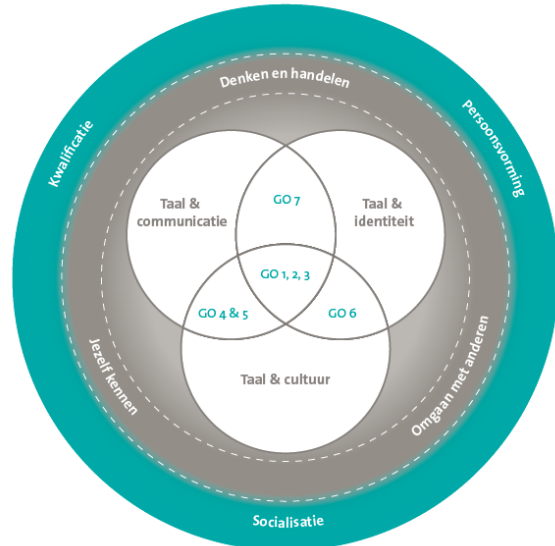 Denken en handelen
Kwalificatie
Persoonsvorming
Taal &
communicatie
GO 7
Taal &
identiteit
GO 1, 2, 3
GO 4 & 5
GO 6
Jezelf kennen
Taal & cultuur
Omgaan met anderen
Socialisatie